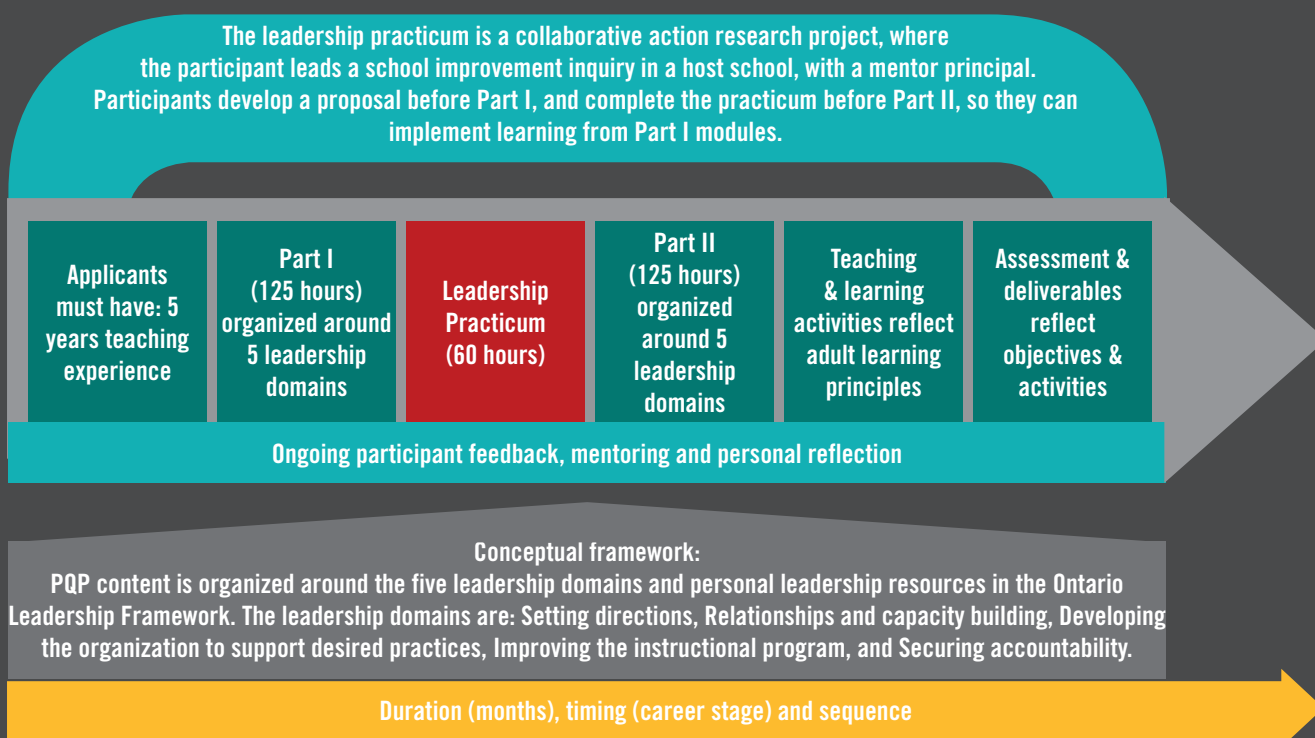 The leadership practicum is a collaborative action research project, where
the participant leads a school improvement inquiry in a host school, with a mentor principal.
Participants develop a proposal before Part I, and complete the practicum before Part II, so they can
implement learning from Part I modules.
Applicants
must have: 5
years teaching
experience
Part I
(125 hours)
organized around
5 leadership
domains
Leadership
Practicum
(60 hours)
Part II
(125 hours)
organized
around 5
leadership
domains
Teaching
& learning
activities reflect
adult learning
principles
Assessment &
deliverables
reflect
objectives &
activities
Ongoing participant feedback, mentoring and personal reflection
Conceptual framework:
PQP content is organized around the five leadership domains and personal leadership resources in the Ontario
Leadership Framework. The leadership domains are: Setting directions, Relationships and capacity building, Developing
the organization to support desired practices, Improving the instructional program, and Securing accountability.
Duration (months), timing (career stage) and sequence